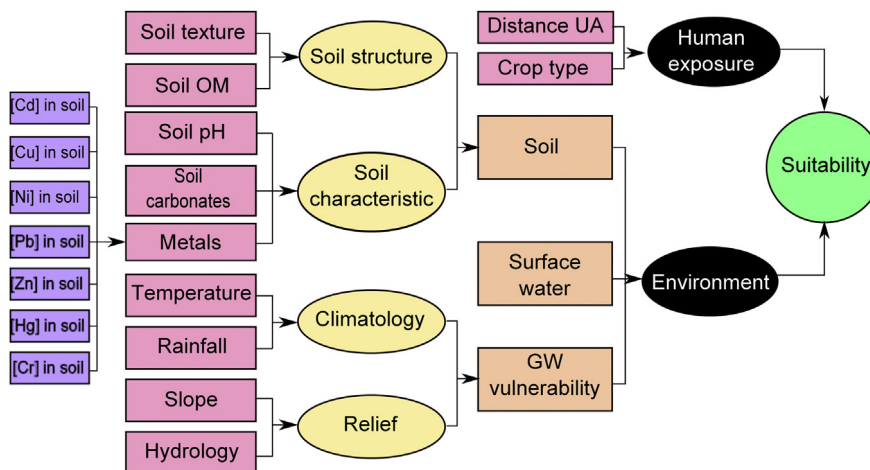 [Cd] in soil
[Cu] in soil
[Ni] in soil
[Pb] in soil
[Zn] in soil
[Hg] in soil
[Cr] in soil
Soil texture
Soil OM
Soil pH
Soil
carbonates
Metals
Temperature
Rainfall
Slope
Hydrology
Soil structure
Soil
characteristic
Climatology
Relief
Distance UA
Crop type
Soil
Surface
water
GW
vulnerability
Human
exposure
Environment
Suitability